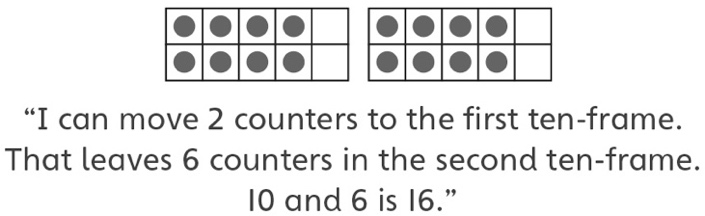 “I can move 2 counters to the first ten-frame.
That leaves 6 counters in the second ten-frame.
10 and 6 is 16.”